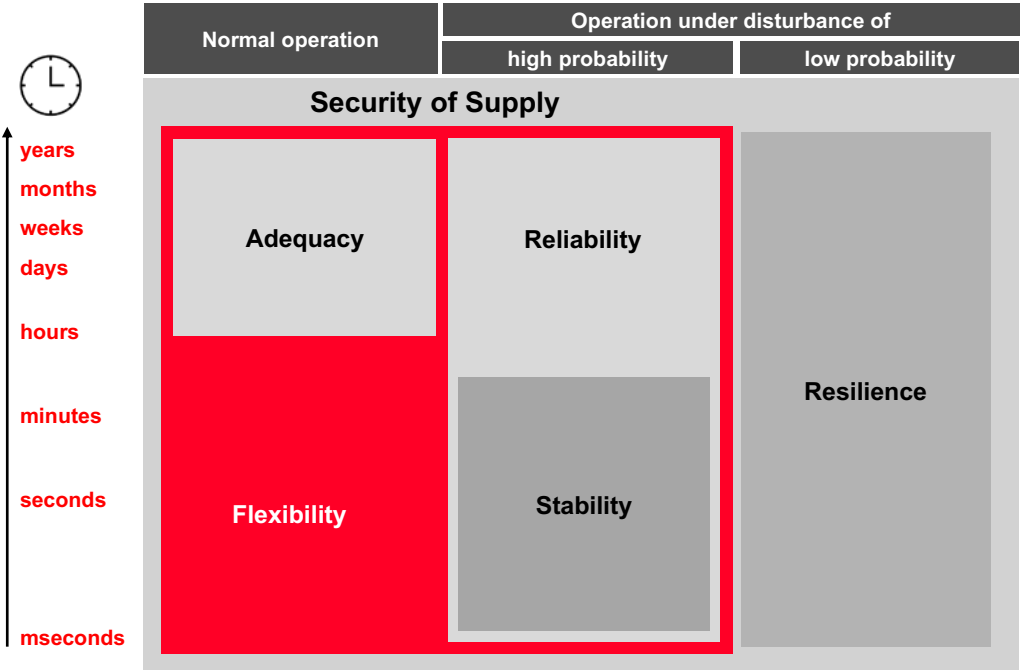 Normal operation
Operation under disturbance of
high probability
low probability
Security of Supply
years
months
weeks
days
hours
minutes
seconds
mseconds
Adequacy
Reliability
Resilience
Flexibility
Stability